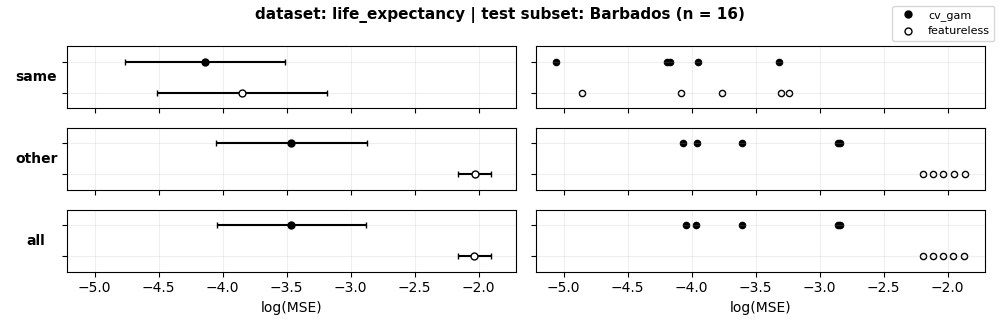 dataset: life_expectancy | test subset: Barbados (n = 16)
cv_gam
featureless
same
other
all
−5.0 −4.5 −4.0 −3.5 −3.0 −2.5 −2.0
−5.0 −4.5 −4.0 −3.5 −3.0 −2.5 −2.0
log(MSE)
log(MSE)